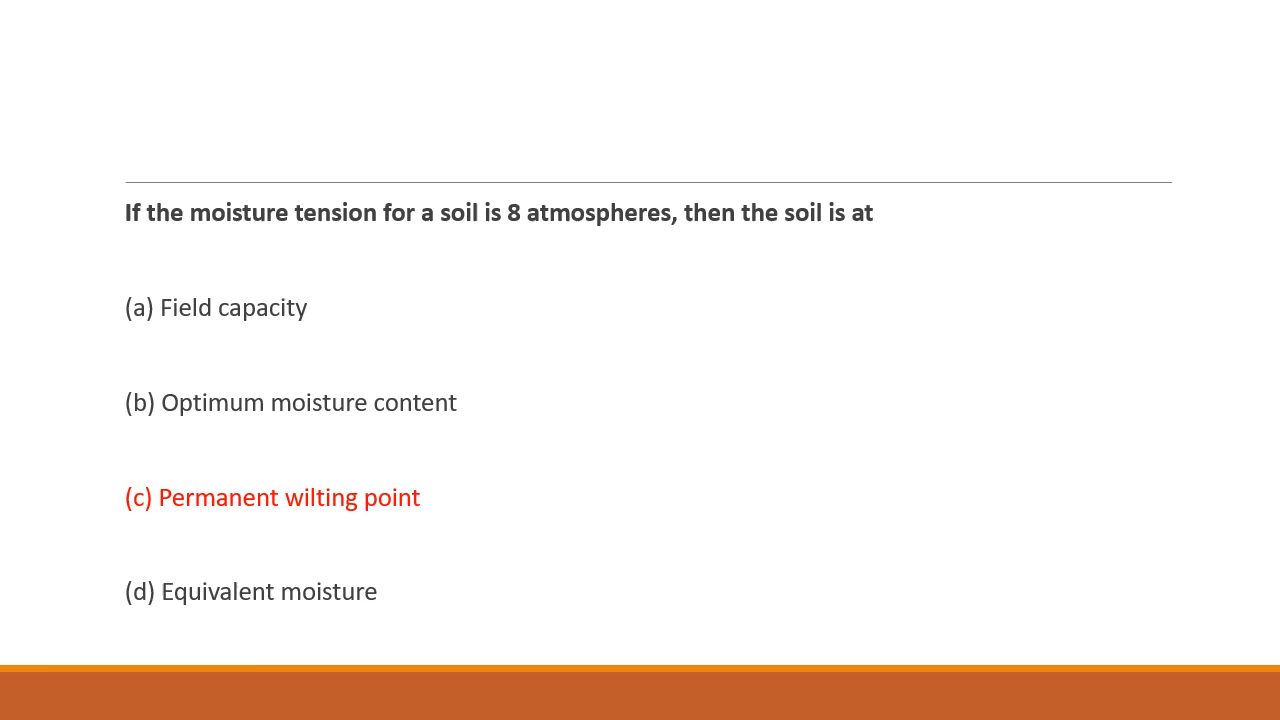 If the moisture tension for a soil is 8 atmospheres, then the soil is at
(a) Field capacity
(b) Optimum moisture content
(c) Permanent wilting point
(d) Equivalent moisture